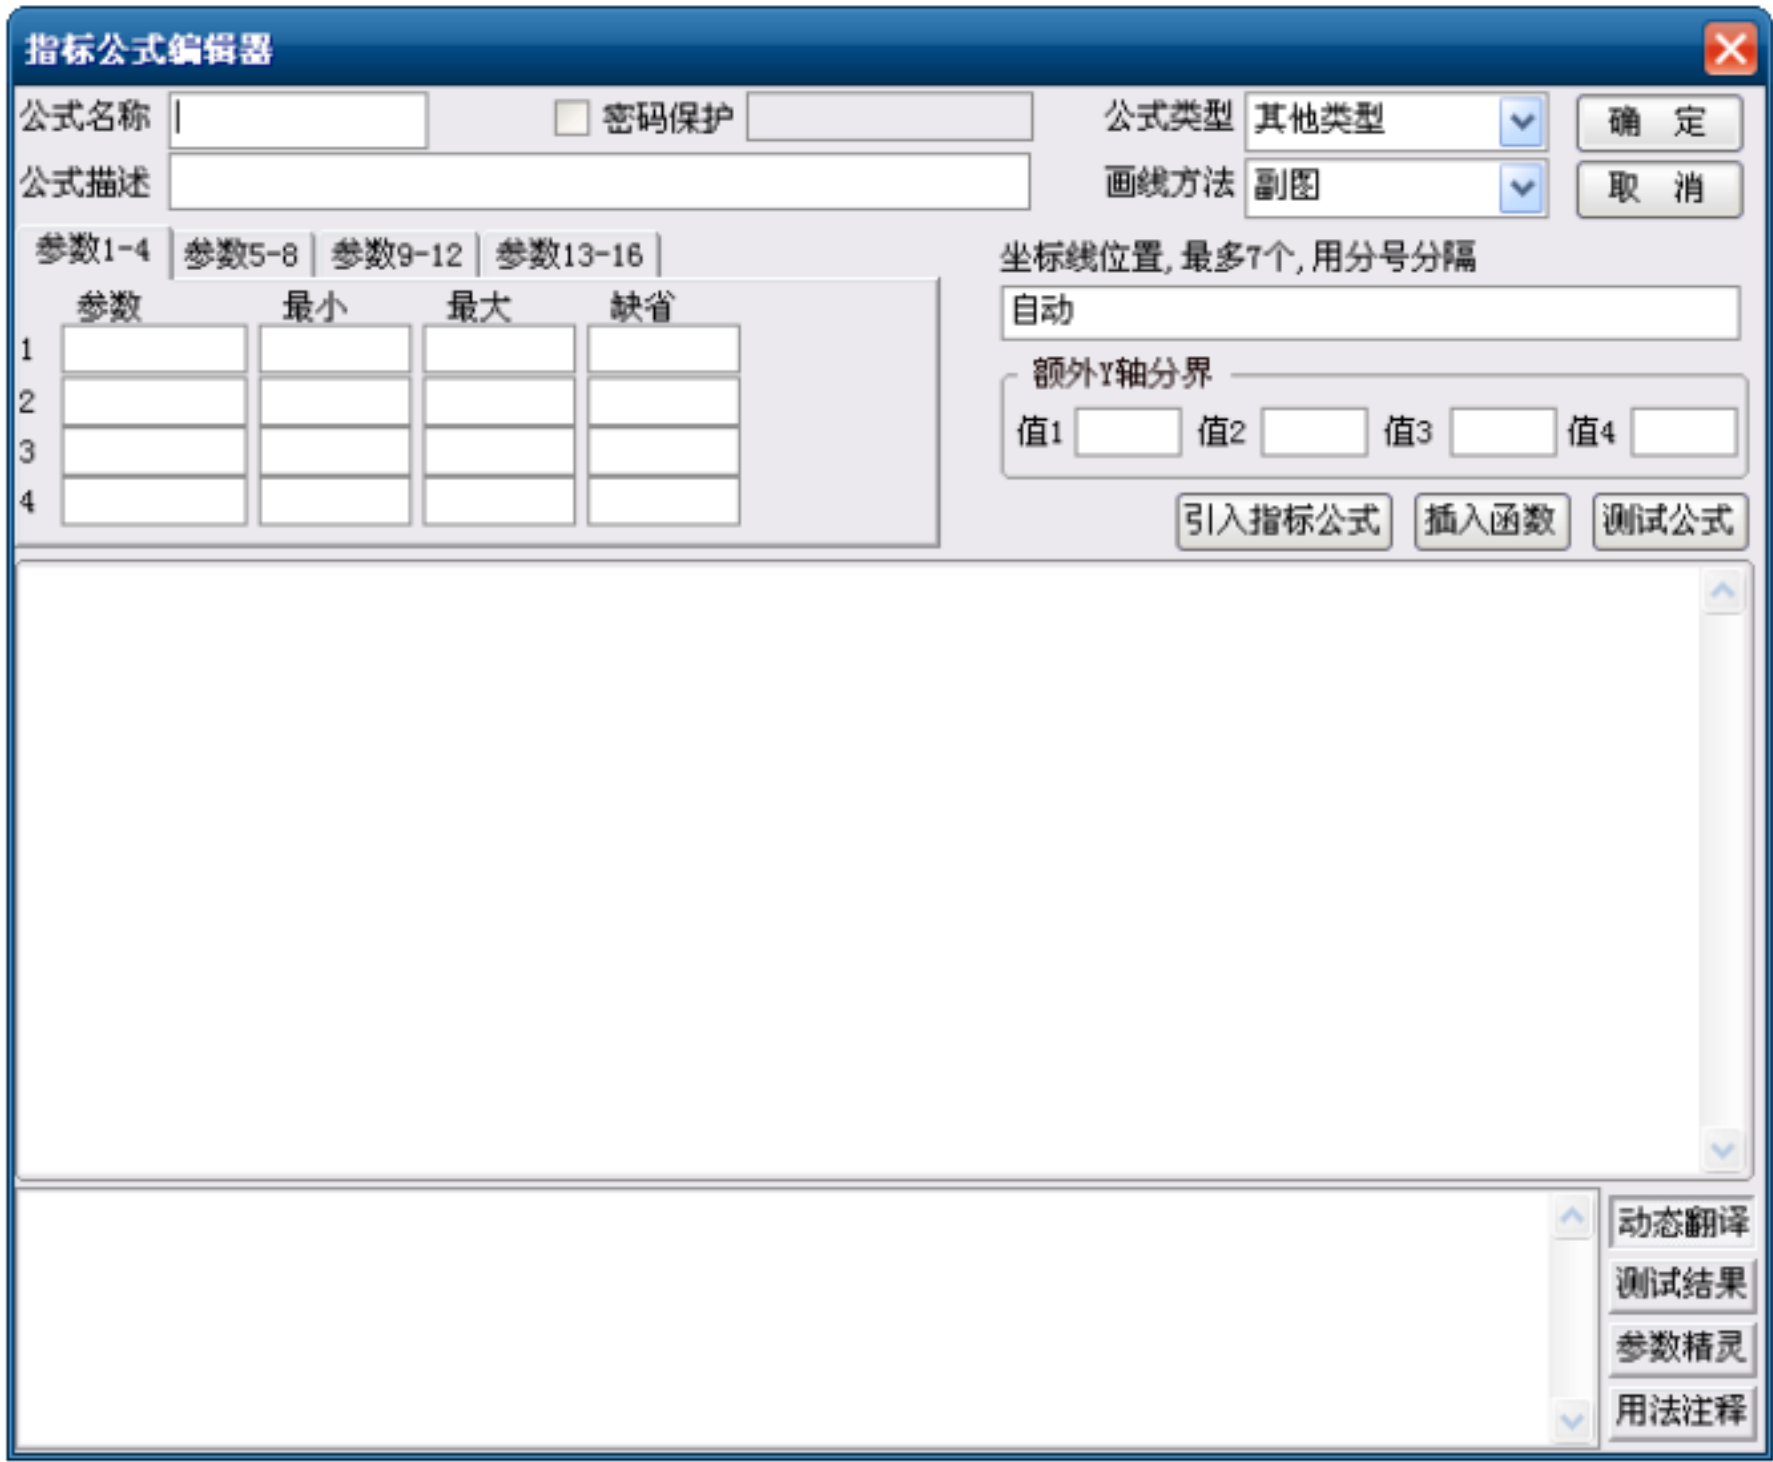 指标公式编辑器
公式名称 密码保护 公式类型 其他类型 确 定
公式描述 画线方法 副图 取 消
参数1-4 参数5-8 参数9-12 参数13-16
坐标线位置,最多7个,用分号分隔
参数 最小 最大 缺省
自动
1
2
3
4
额外Y轴分界
值1 值2 值3 值4
引入指标公式 插入函数 测试公式
动态翻译
测试结果
参数精灵
用法注释